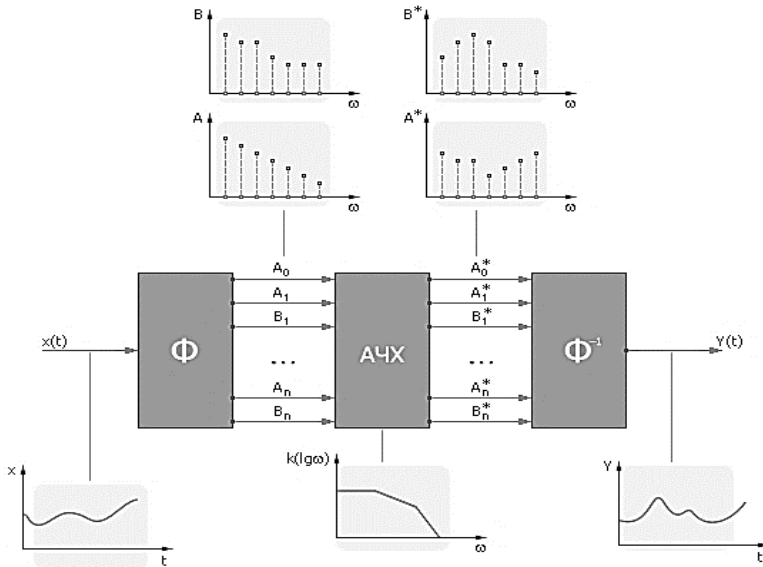 B
ω
B*
ω
A
ω
A*
ω
x(t)
Φ
A₀
A₁
B₁
...
Aₙ
Bₙ
АЧХ
A₀*
A₁*
B₁*
...
Aₙ*
Bₙ*
Φ⁻¹
Y(t)
x
t
k(lgω)
ω
Y
t